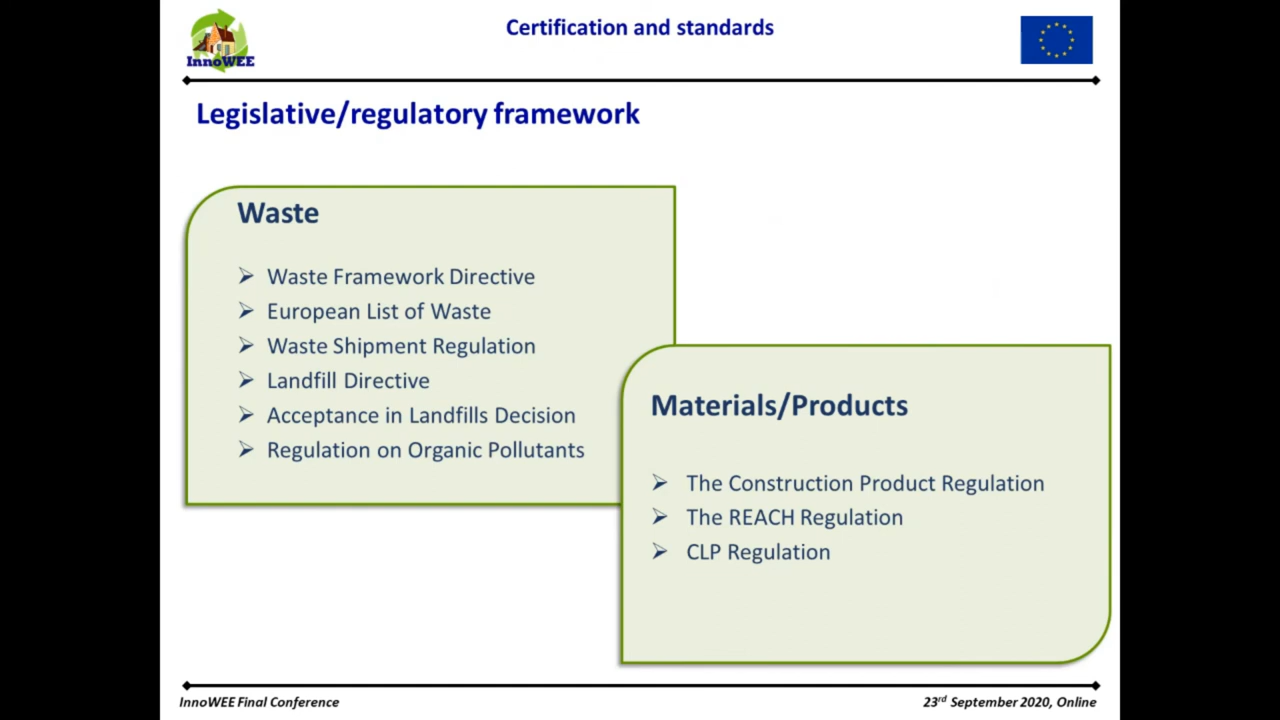 InnoWEE
Certification and standards
Legislative/regulatory framework
Waste
Waste Framework Directive
European List of Waste
Waste Shipment Regulation
Landfill Directive
Acceptance in Landfills Decision
Regulation on Organic Pollutants
Materials/Products
The Construction Product Regulation
The REACH Regulation
CLP Regulation
InnoWEE Final Conference
23rd September 2020, Online